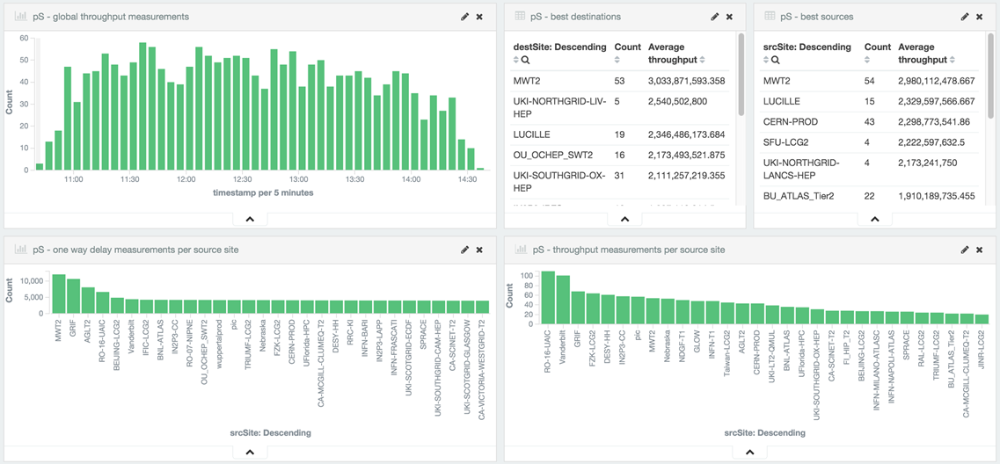 pS - global throughput measurements
60
50
40
30
20
10
0
Count
11:00 11:30 12:00 12:30 13:00 13:30 14:00 14:30
timestamp per 5 minutes
pS - best destinations
destSite: Descending Count Average throughput
MWT2 53 3,033,871,593.358
UKI-NORTHGRID-LIV-HEP 5 2,540,502,800
LUCILLE 19 2,346,486,173.684
OU_OCHEP_SWT2 16 2,173,493,521.875
UKI-SOUTHGRID-OX-HEP 31 2,111,257,219.355
pS - best sources
srcSite: Descending Count Average throughput
MWT2 54 2,980,112,478.667
LUCILLE 15 2,329,597,566.667
CERN-PROD 43 2,298,773,541.86
SFU-LCG2 4 2,222,597,632.5
UKI-NORTHGRID-LANCS-HEP 4 2,173,241,750
BU_ATLAS_Tier2 22 1,910,189,735.455
pS - one way delay measurements per source site
10,000
5,000
0
Count
MWT2
GRIF
AGLT2
RO-16-UAIC
BEIJING-LCG2
Vanderbilt
IFIC-LCG2
BNL-ATLAS
IN2P3-CC
RO-07-NIPNE
OU_OCHEP_SWT2
wuppertalprod
pic
TRIUMF-LCG2
Nebraska
FZK-LCG2
CERN-PROD
UFlorida-HPC
CA-MCGILL-CLUMEQ-T2
DESY-HH
RRC-KI
INFN-BARI
IN2P3-LAPP
INFN-FRASCATI
UKI-SCOTGRID-ECDF
SPRACE
UKI-SOUTHGRID-CAM-HEP
CA-SCINET-T2
UKI-SCOTGRID-GLASGOW
CA-VICTORIA-WESTGRID-T2
srcSite: Descending
pS - throughput measurements per source site
100
80
60
40
20
0
Count
RO-16-UAIC
Vanderbilt
GRIF
FZK-LCG2
DESY-HH
IN2P3-CC
pic
MWT2
Nebraska
NDGF-T1
GLOW
INFN-T1
Taiwan-LCG2
AGLT2
CERN-PROD
UKI-LT2-QMUL
BNL-ATLAS
UFlorida-HPC
UKI-SOUTHGRID-OX-HEP
CA-SCINET-T2
FI_HIP_T2
BEIJING-LCG2
INFN-MILANO-ATLASC
INFN-NAPOLI-ATLAS
SPRACE
RAL-LCG2
TRIUMF-LCG2
BU_ATLAS_Tier2
CA-MCGILL-CLUMEQ-T2
JINR-LCG2
srcSite: Descending